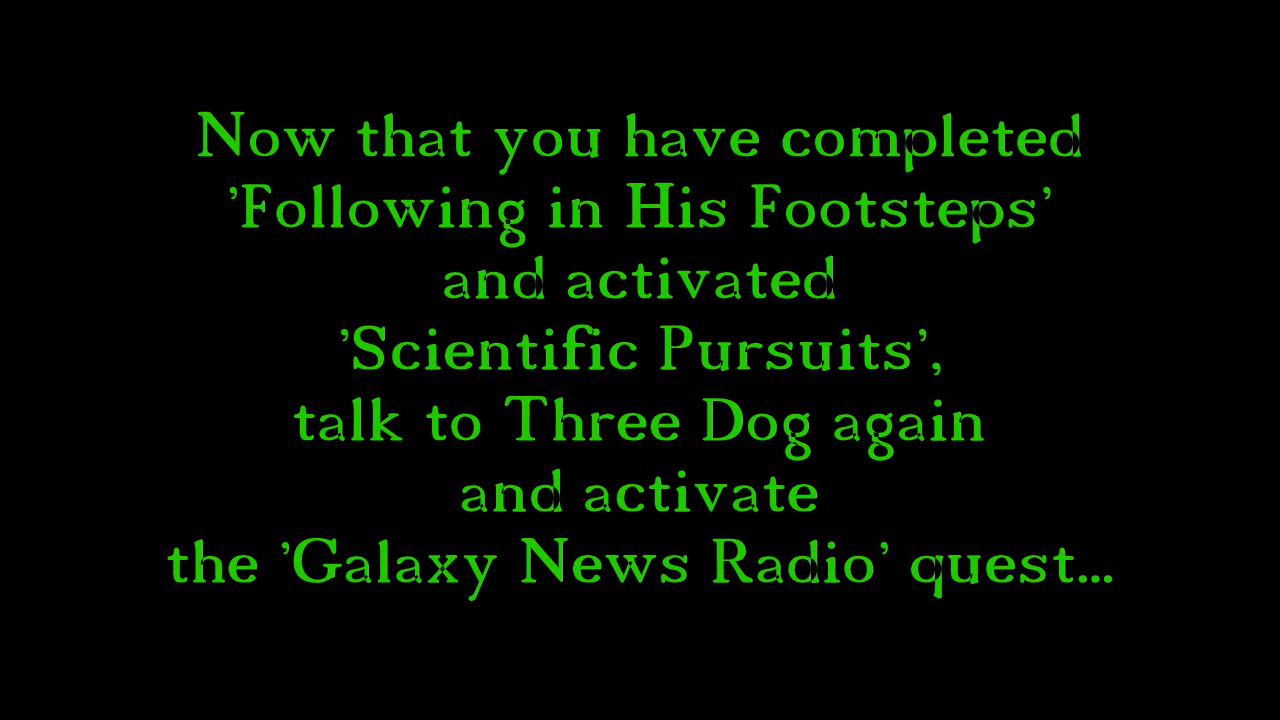 Now that you have completed
'Following in His Footsteps'
and activated
'Scientific Pursuits',
talk to Three Dog again
and activate
the 'Galaxy News Radio' quest...